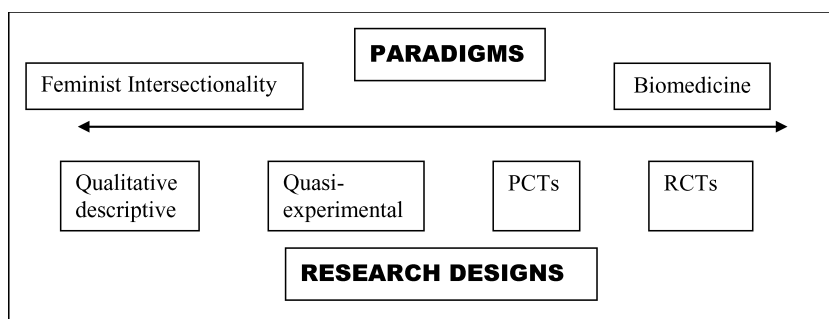 PARADIGMS
Feminist Intersectionality
Biomedicine
Qualitative
descriptive
Quasi-
experimental
PCTs
RCTs
RESEARCH DESIGNS